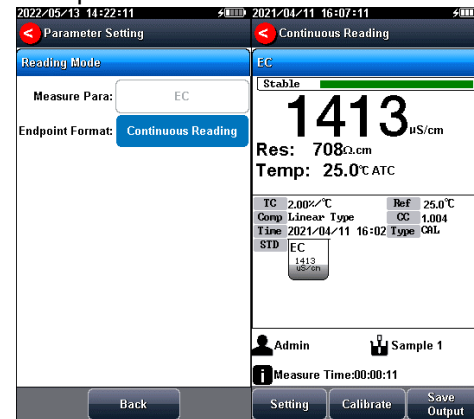 2022/05/13 14:22:11
< Parameter Setting
Reading Mode
Measure Para: EC
Endpoint Format: Continuous Reading
Back
2021/04/11 16:07:11
< Continuous Reading
EC
Stable
1413 µS/cm
Res: 708Ω.cm
Temp: 25.0℃ ATC
TC 2.00%/℃ Ref 25.0℃
Comp Linear Type CC 1.004
Time 2021/04/11 16:02 Type CAL
STD EC
1413
uS/cm
Admin Sample 1
Measure Time:00:00:11
Setting Calibrate Save Output